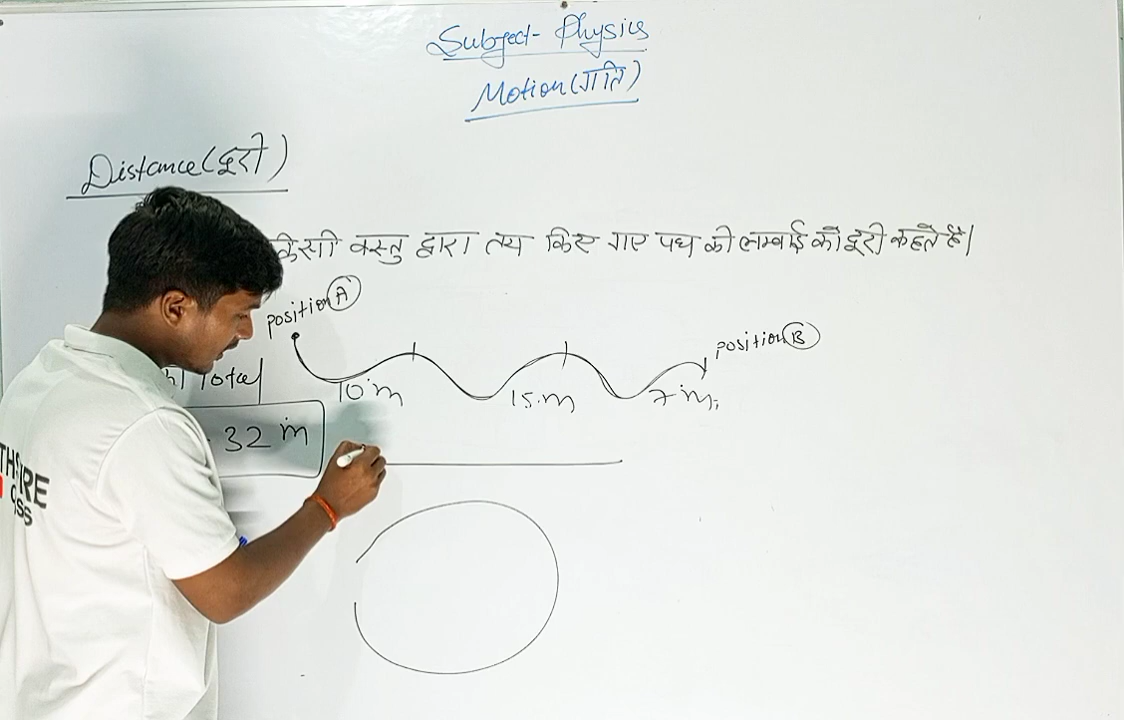 Subject- Physics
Motion(गति)
Distance(दूरी)
किसी वस्तु द्वारा तय किए गए पथ की लम्बाई को दूरी कहते है।
position A
position B
Total
10 m
15 m
7 m
32 m